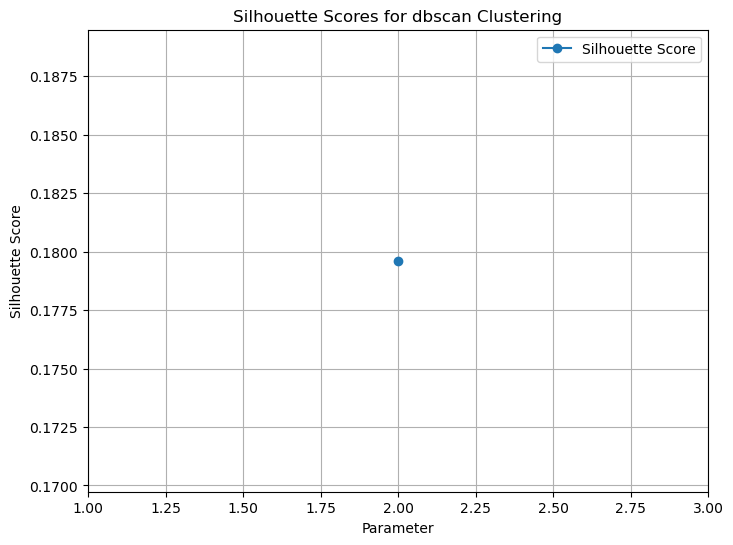 Silhouette Scores for dbscan Clustering
Silhouette Score
0.1875
0.1850
0.1825
0.1800
0.1775
0.1750
0.1725
0.1700
Silhouette Score
1.00 1.25 1.50 1.75 2.00 2.25 2.50 2.75 3.00
Parameter